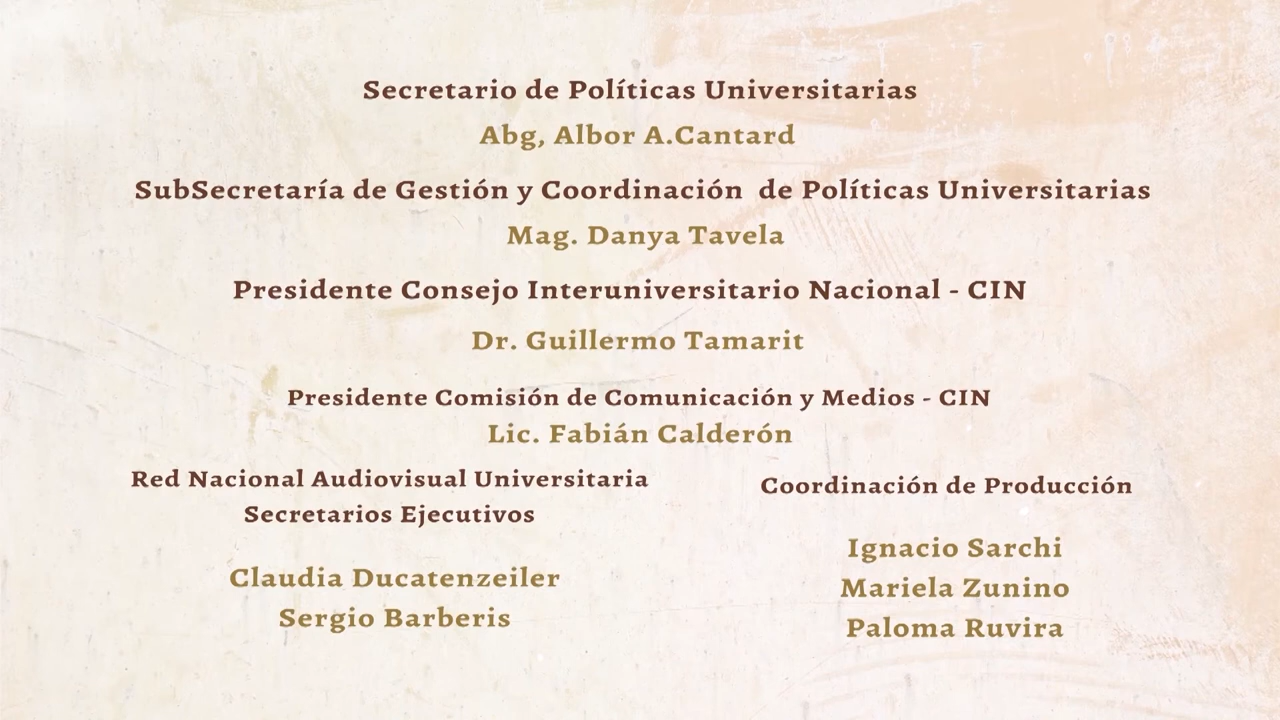 Secretario de Políticas Universitarias
Abg, Albor A.Cantard
SubSecretaría de Gestión y Coordinación de Políticas Universitarias
Mag. Danya Tavela
Presidente Consejo Interuniversitario Nacional - CIN
Dr. Guillermo Tamarit
Presidente Comisión de Comunicación y Medios - CIN
Lic. Fabián Calderón
Red Nacional Audiovisual Universitaria
Secretarios Ejecutivos
Claudia Ducatenzeiler
Sergio Barberis
Coordinación de Producción
Ignacio Sarchi
Mariela Zunino
Paloma Ruvira